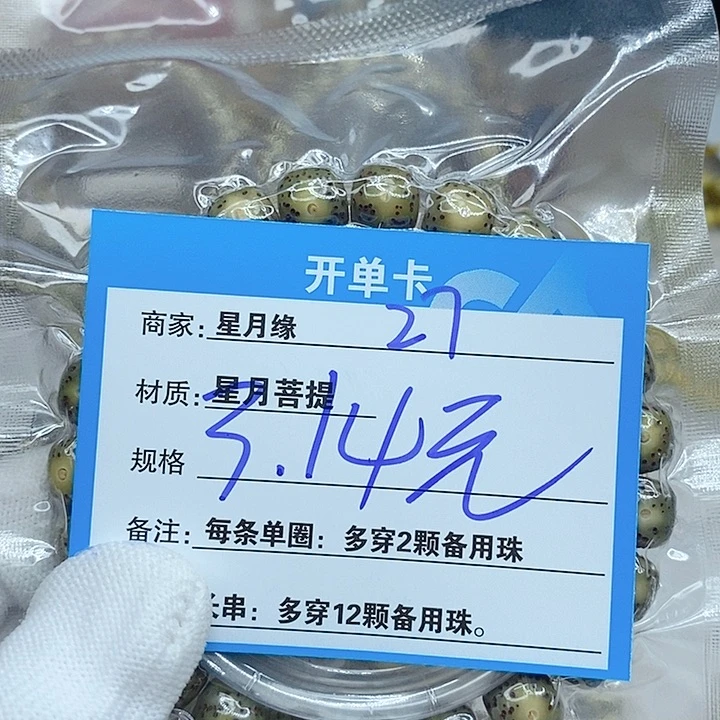 开单卡
商家：星月缘 27
材质：星月菩提
3.14元
规格
备注：每条单圈：多穿2颗备用珠
长串：多穿12颗备用珠。